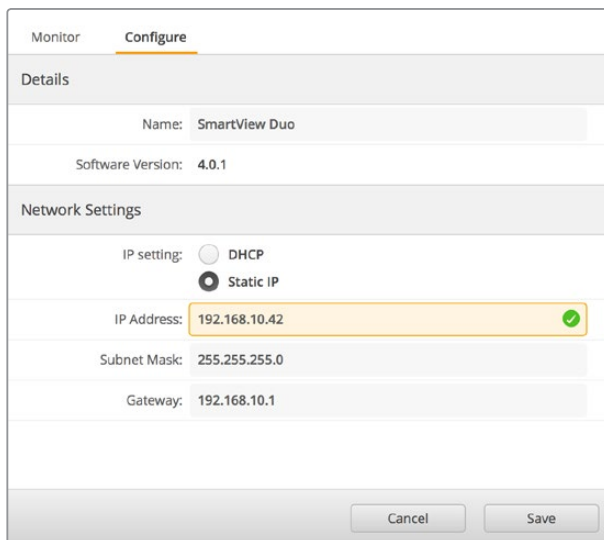 Monitor Configure
Details
Name: SmartView Duo
Software Version: 4.0.1
Network Settings
IP setting: DHCP
Static IP
IP Address: 192.168.10.42
Subnet Mask: 255.255.255.0
Gateway: 192.168.10.1
Cancel Save